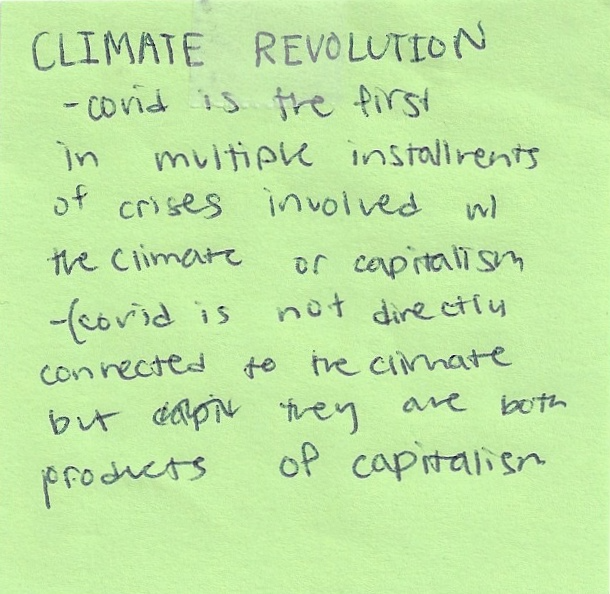 CLIMATE REVOLUTION
-covid is the first
in multiple installments
of crises involved w/
the climate or capitalism
-(covid is not directly
connected to the climate
but they are both
products of capitalism